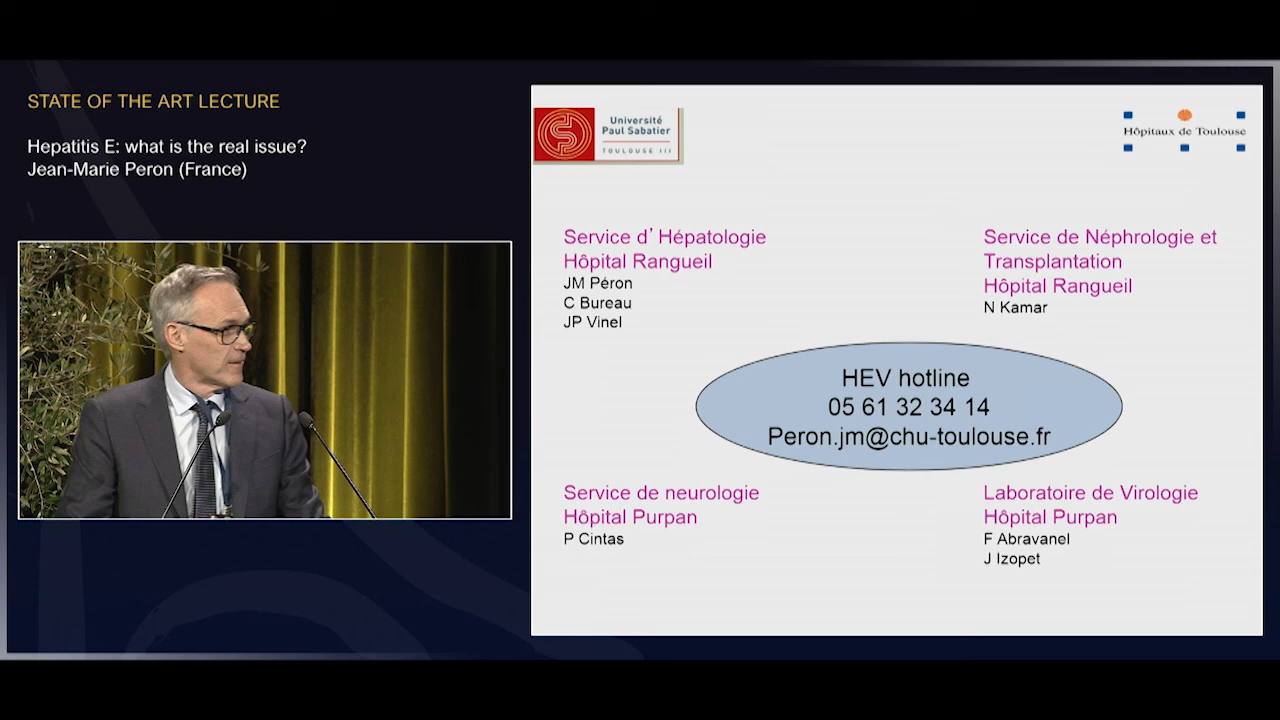 STATE OF THE ART LECTURE
Hepatitis E: what is the real issue?
Jean-Marie Peron (France)
Université
Paul Sabatier
TOULOUSE III
Hôpitaux de Toulouse
Service d’Hépatologie
Hôpital Rangueil
JM Péron
C Bureau
JP Vinel
Service de Néphrologie et
Transplantation
Hôpital Rangueil
N Kamar
HEV hotline
05 61 32 34 14
Peron.jm@chu-toulouse.fr
Service de neurologie
Hôpital Purpan
P Cintas
Laboratoire de Virologie
Hôpital Purpan
F Abravanel
J Izopet